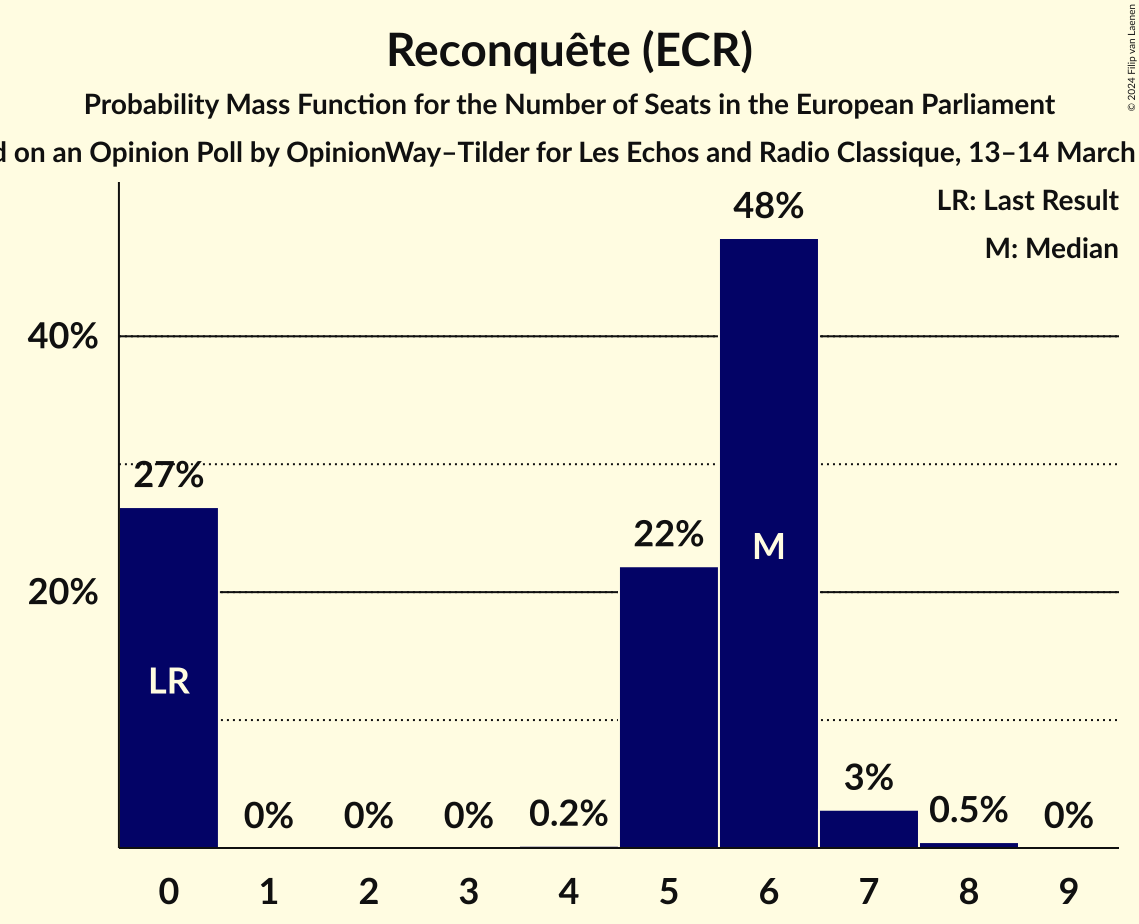 Reconquête (ECR)
Probability Mass Function for the Number of Seats in the European Parliament
on an Opinion Poll by OpinionWay–Tilder for Les Echos and Radio Classique, 13–14 March
© 2024 Filip van Laenen
LR: Last Result
M: Median
48%
40%
27%
22%
M
20%
LR
0% 0% 0% 0.2% 3% 0.5% 0%
0 1 2 3 4 5 6 7 8 9